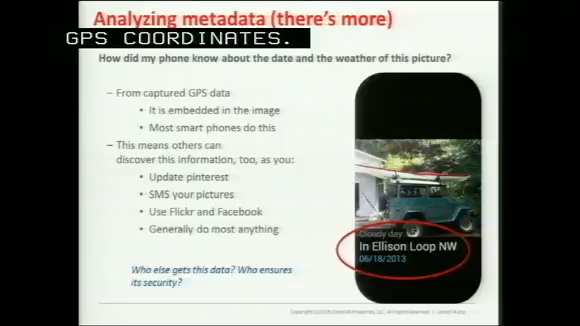 Analyzing metadata (there's more)
GPS COORDINATES.
How did my phone know about the date and the weather of this picture?
– From captured GPS data
• It is embedded in the image
• Most smart phones do this
– This means others can
discover this information, too, as you:
• Update pinterest
• SMS your pictures
• Use Flickr and Facebook
• Generally do most anything
Cloudy day
In Ellison Loop NW
06/18/2013
Who else gets this data? Who ensures
its security?